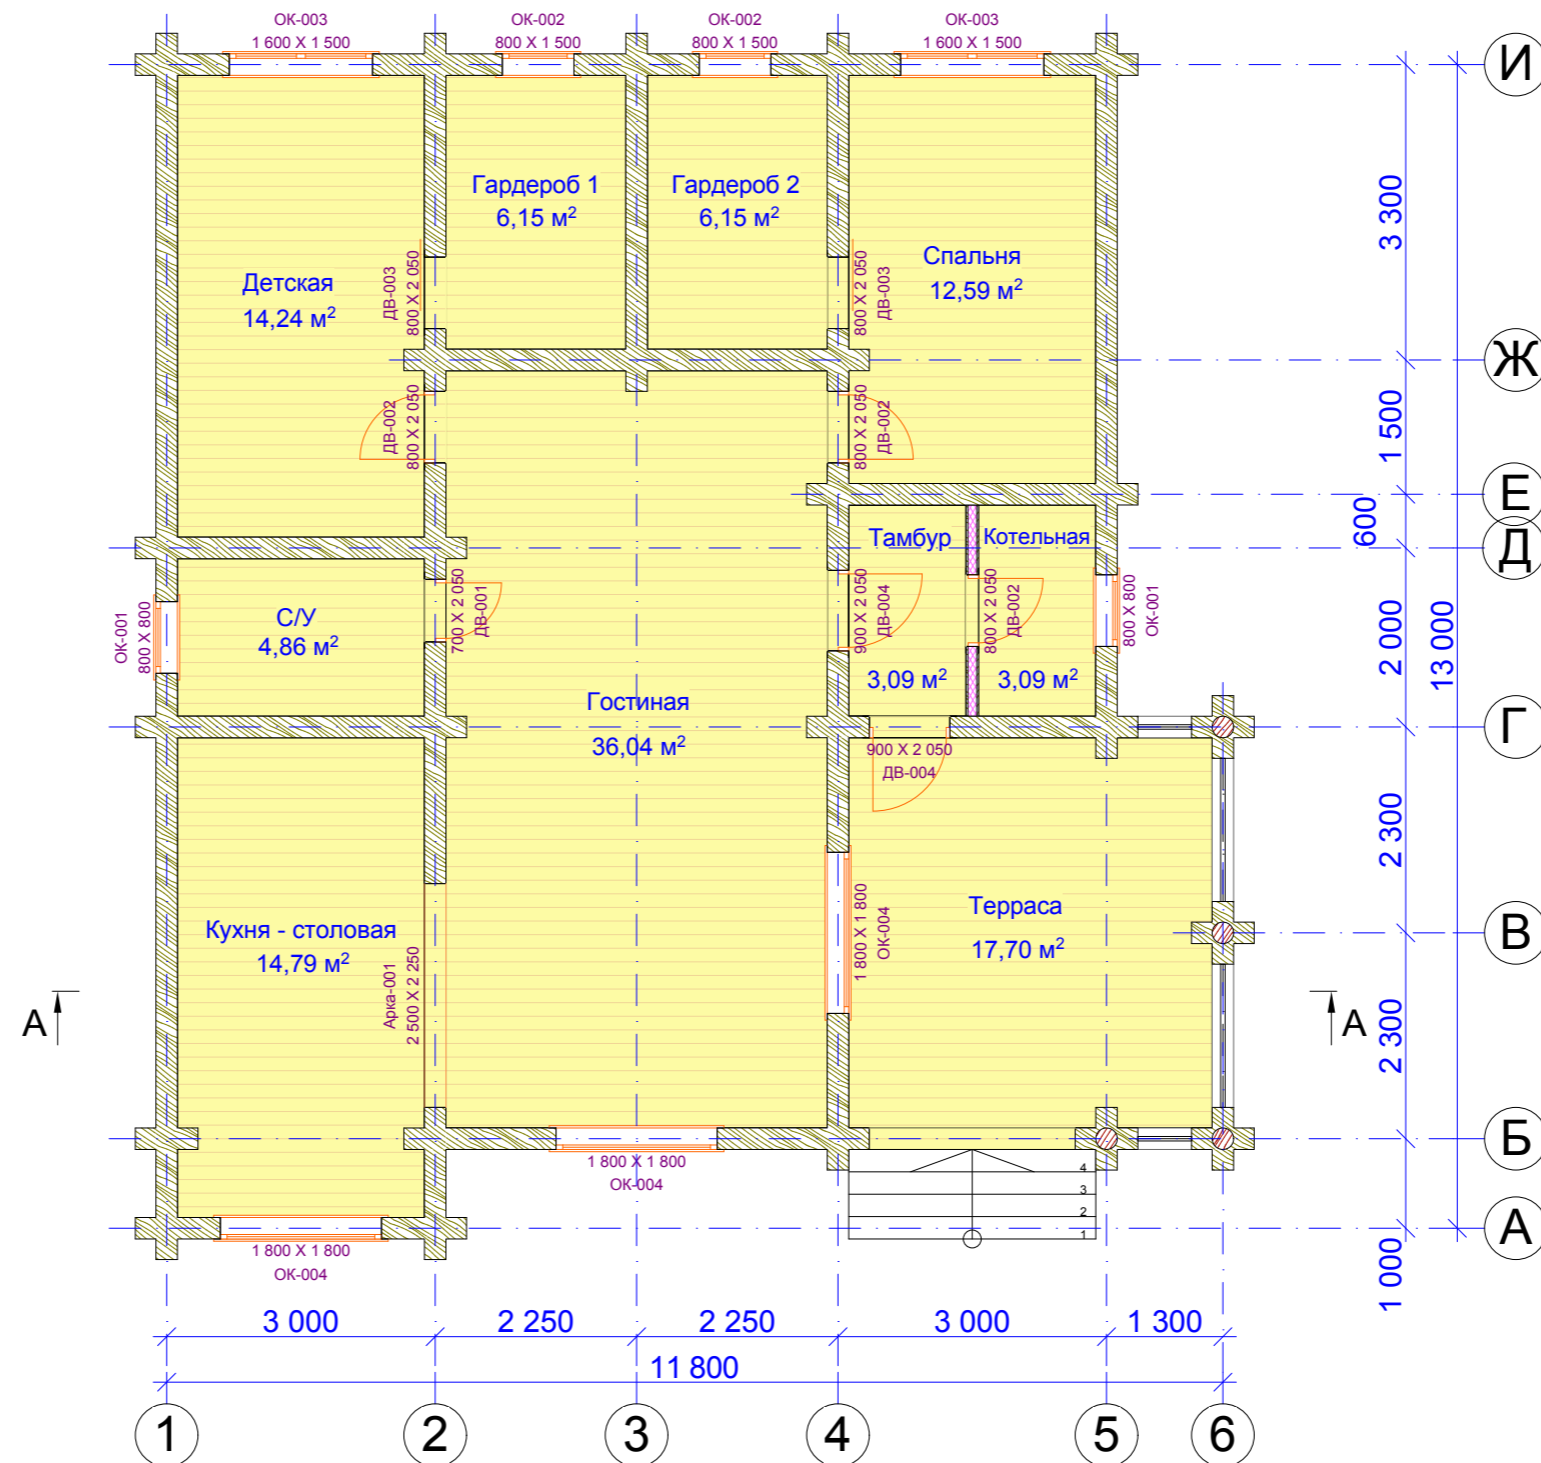 ОК-003
1 600 X 1 500
ОК-002
800 X 1 500
ОК-002
800 X 1 500
ОК-003
1 600 X 1 500
И
Гардероб 1
6,15 м²
Гардероб 2
6,15 м²
3 300
Детская
14,24 м²
ДВ-003
800 X 2 050
ДВ-003
800 X 2 050
Спальня
12,59 м²
Ж
ДВ-002
800 X 2 050
800 X 2 050
ДВ-002
1 500
Е
600
Д
Тамбур
Котельная
ОК-001
800 X 800
С/У
4,86 м²
700 X 2 050
ДВ-001
900 X 2 050
ДВ-004
800 X 2 050
ДВ-002
800 X 800
ОК-001
2 000
13 000
3,09 м²
3,09 м²
Гостиная
36,04 м²
Г
900 X 2 050
ДВ-004
2 300
Кухня - столовая
14,79 м²
Арка-001
2 500 X 2 250
1 800 X 1 800
ОК-004
Терраса
17,70 м²
В
А
А
2 300
Б
1 800 X 1 800
ОК-004
4
3
2
1
А
1 800 X 1 800
ОК-004
1 000
3 000
2 250
2 250
3 000
1 300
11 800
1
2
3
4
5
6